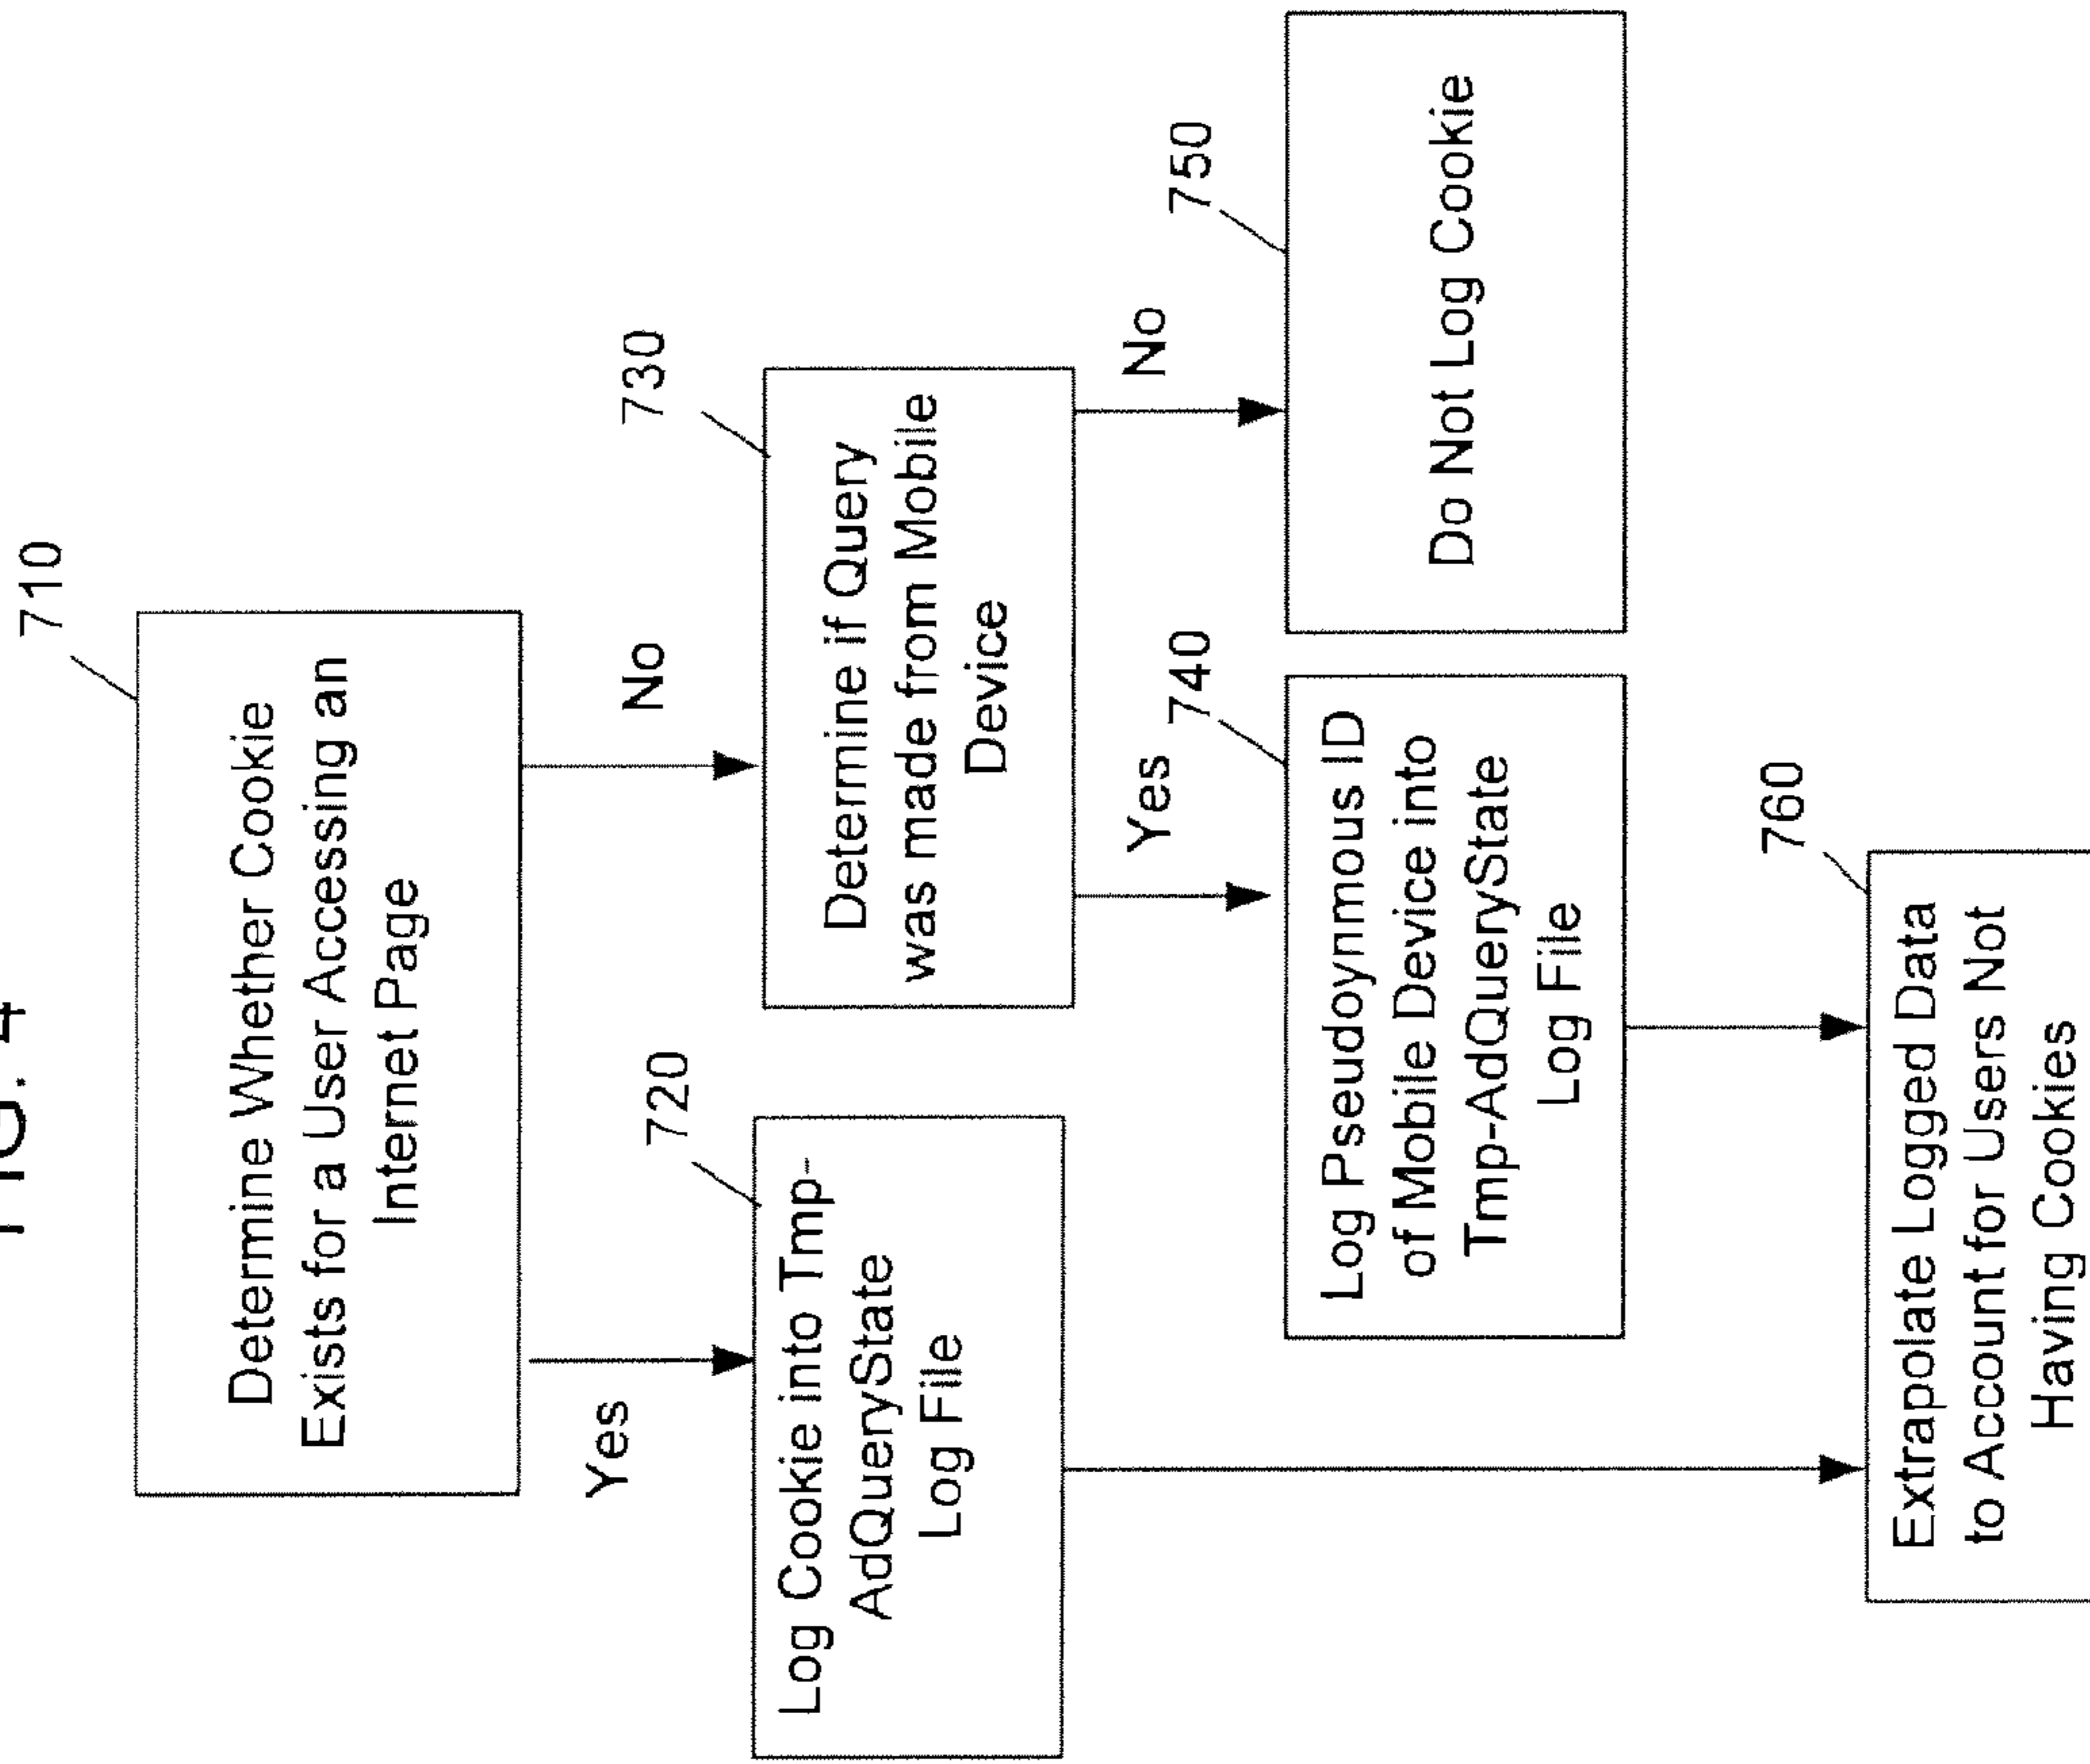 FIG. 4
710
Determine Whether Cookie
Exists for a User Accessing an
Internet Page
Yes
No
720
Log Cookie into Tmp-
AdQueryState
Log File
730
Determine if Query
was made from Mobile
Device
Yes
No
740
Log Pseudoynmous ID
of Mobile Device into
Tmp-AdQueryState
Log File
750
Do Not Log Cookie
760
Extrapolate Logged Data
to Account for Users Not
Having Cookies